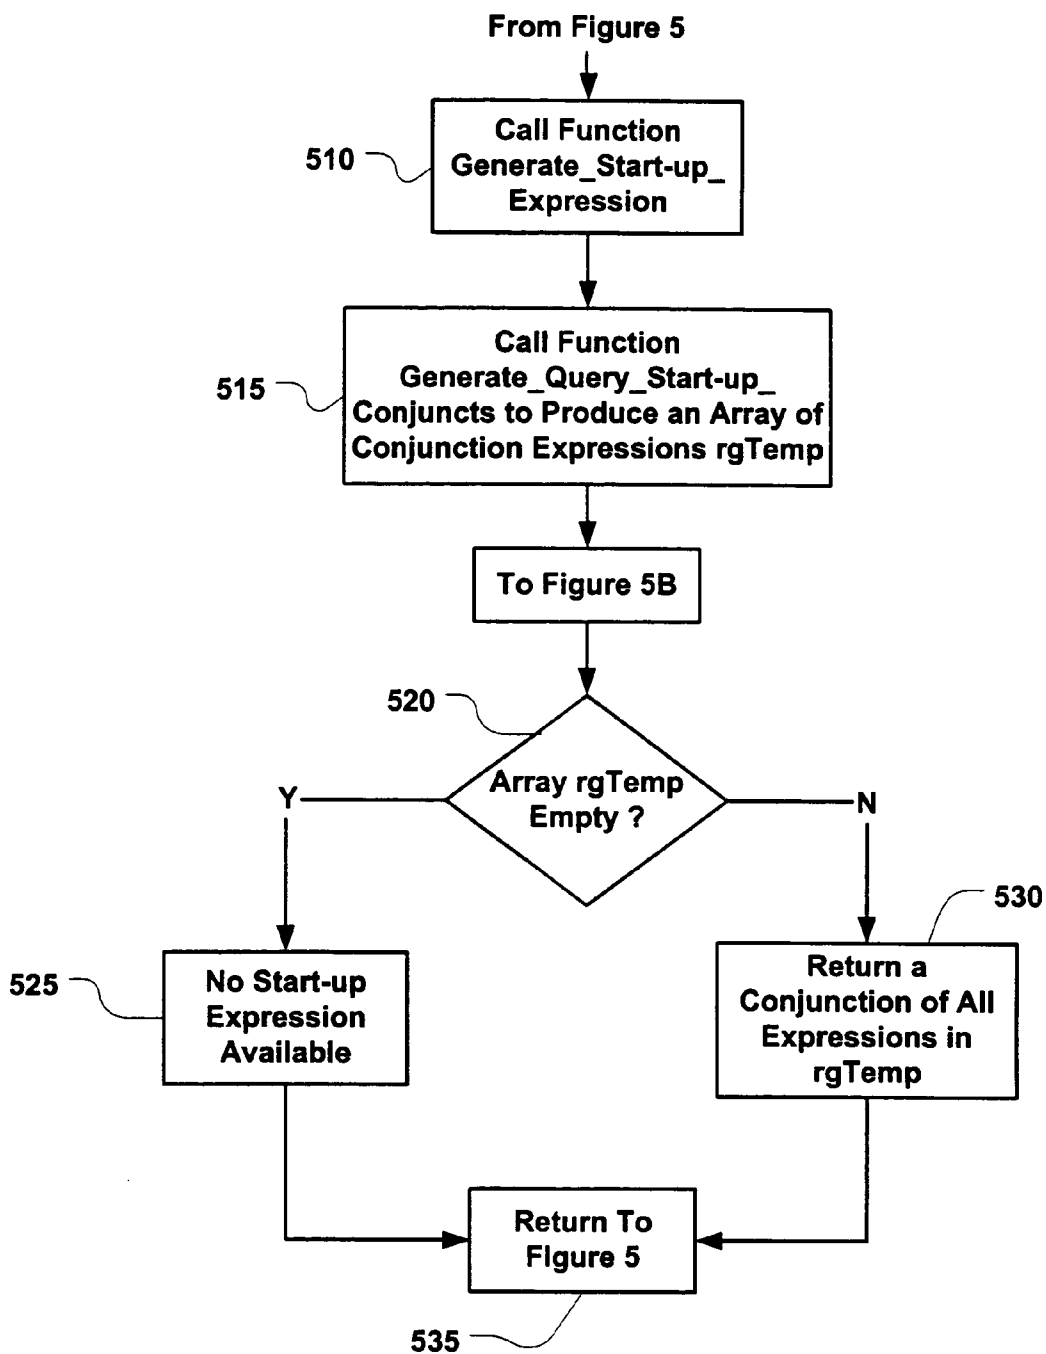 From Figure 5
510
Call Function
Generate_Start-up_
Expression
515
Call Function
Generate_Query_Start-up_
Conjuncts to Produce an Array of
Conjunction Expressions rgTemp
To Figure 5B
520
Array rgTemp
Empty ?
Y
N
525
No Start-up
Expression
Available
530
Return a
Conjunction of All
Expressions in
rgTemp
Return To
FIgure 5
535